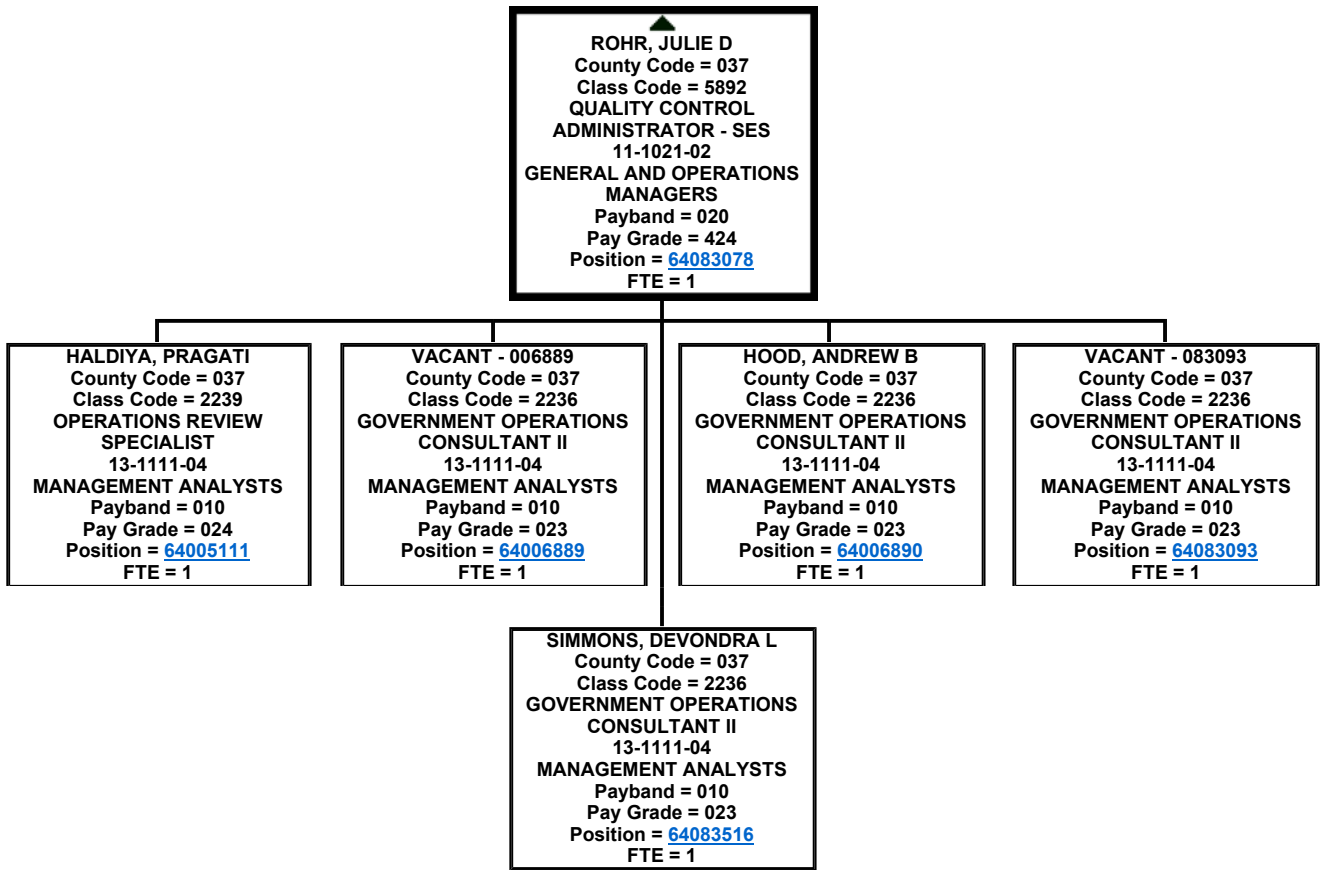 ROHR, JULIE D
County Code = 037
Class Code = 5892
QUALITY CONTROL
ADMINISTRATOR - SES
11-1021-02
GENERAL AND OPERATIONS
MANAGERS
Payband = 020
Pay Grade = 424
Position = 64083078
FTE = 1
HALDIYA, PRAGATI
County Code = 037
Class Code = 2239
OPERATIONS REVIEW
SPECIALIST
13-1111-04
MANAGEMENT ANALYSTS
Payband = 010
Pay Grade = 024
Position = 64005111
FTE = 1
VACANT - 006889
County Code = 037
Class Code = 2236
GOVERNMENT OPERATIONS
CONSULTANT II
13-1111-04
MANAGEMENT ANALYSTS
Payband = 010
Pay Grade = 023
Position = 64006889
FTE = 1
HOOD, ANDREW B
County Code = 037
Class Code = 2236
GOVERNMENT OPERATIONS
CONSULTANT II
13-1111-04
MANAGEMENT ANALYSTS
Payband = 010
Pay Grade = 023
Position = 64006890
FTE = 1
VACANT - 083093
County Code = 037
Class Code = 2236
GOVERNMENT OPERATIONS
CONSULTANT II
13-1111-04
MANAGEMENT ANALYSTS
Payband = 010
Pay Grade = 023
Position = 64083093
FTE = 1
SIMMONS, DEVONDRA L
County Code = 037
Class Code = 2236
GOVERNMENT OPERATIONS
CONSULTANT II
13-1111-04
MANAGEMENT ANALYSTS
Payband = 010
Pay Grade = 023
Position = 64083516
FTE = 1